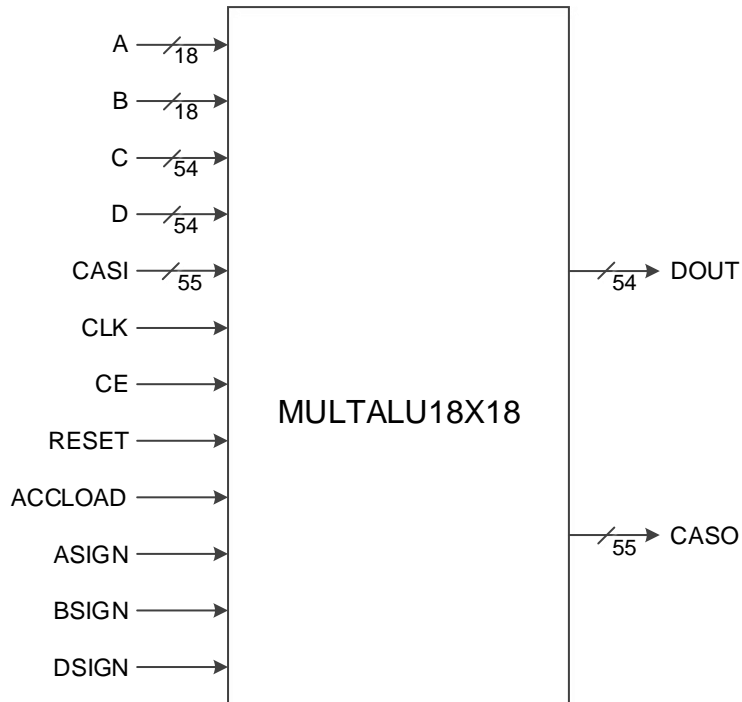 A 18
B 18
C 54
D 54
CASI 55
54 DOUT
CLK
CE
MULTALU18X18
RESET
ACCLOAD
55 CASO
ASIGN
BSIGN
DSIGN